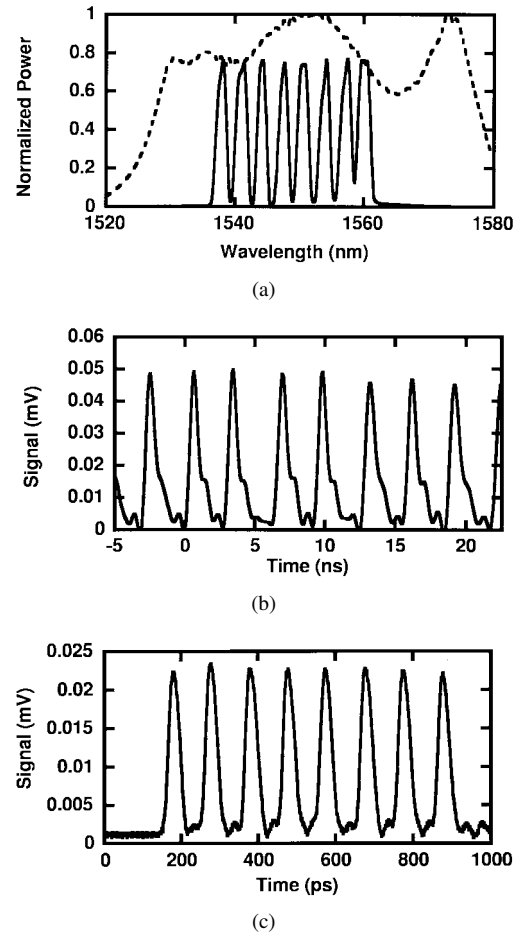 1
0.8
0.6
0.4
0.2
0
Normalized Power
1520 1540 1560 1580
Wavelength (nm)
(a)
0.06
0.05
0.04
0.03
0.02
0.01
0
Signal (mV)
-5 0 5 10 15 20
Time (ns)
(b)
0.025
0.02
0.015
0.01
0.005
0
Signal (mV)
0 200 400 600 800 1000
Time (ps)
(c)